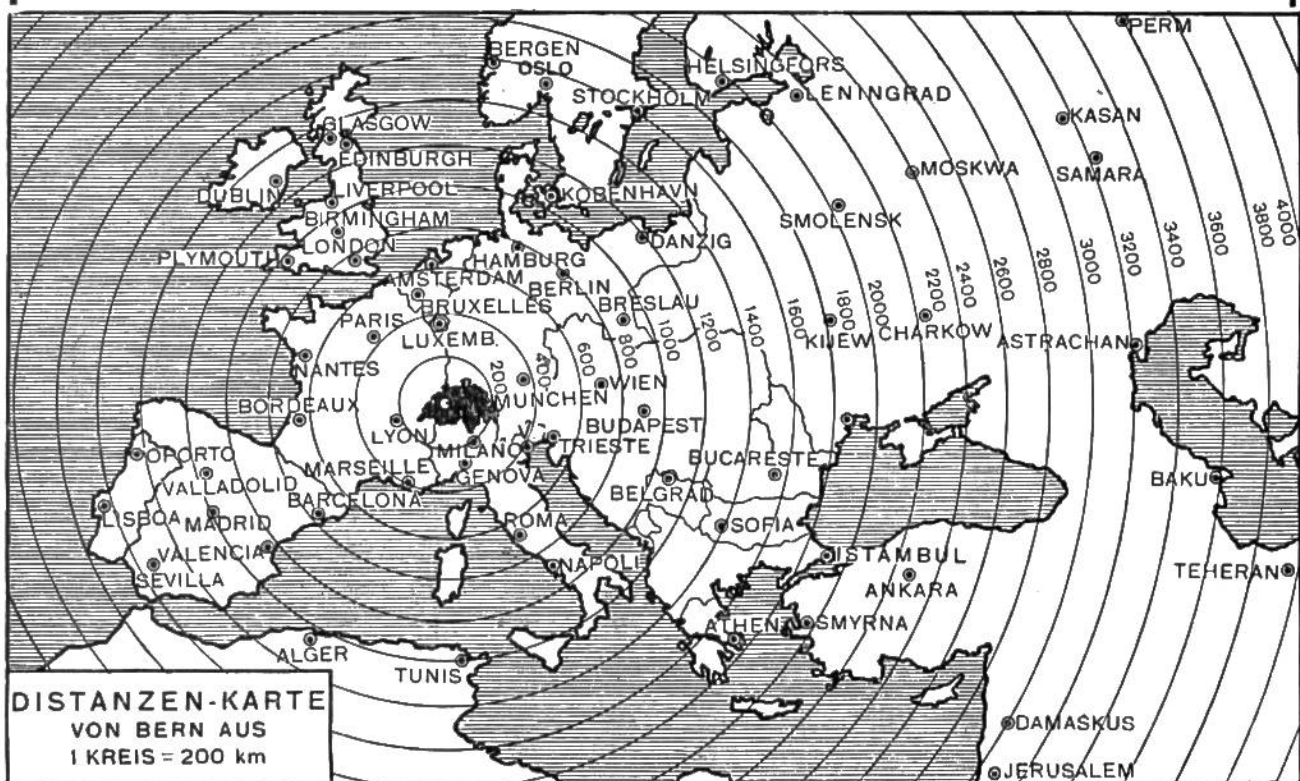 PERM
BERGEN
OSLO
HELSINGFORS
STOCKHOLM
LENINGRAD
KASAN
GLASGOW
EDINBURGH
MOSKWA
SAMARA
DUBLIN
LIVERPOOL
KOBENHAVN
BIRMINGHAM
SMOLENSK
LONDON
PLYMOUTH
DANZIG
HAMBURG
AMSTERDAM
BERLIN
BRUXELLES
BRESLAU
PARIS
LUXEMB.
KIJEW
CHARKOW
ASTRACHAN
200
400
600
800
1000
1200
1400
1600
1800
2000
2200
2400
2600
2800
3000
3200
3400
3600
3800
4000
NANTES
WIEN
MÜNCHEN
BORDEAUX
BUDAPEST
LYON
MILANO
TRIESTE
OPORTO
MARSEILLE
GENOVA
BUCARESTE
VALLADOLID
BELGRAD
BAKU
BARCELONA
LISBOA
MADRID
ROMA
SOFIA
VALENCIA
ISTAMBUL
SEVILLA
NAPOLI
ANKARA
TEHERAN
ATHEN
SMYRNA
ALGER
TUNIS
DISTANZEN-KARTE
VON BERN AUS
1 KREIS = 200 km
DAMASKUS
JERUSALEM